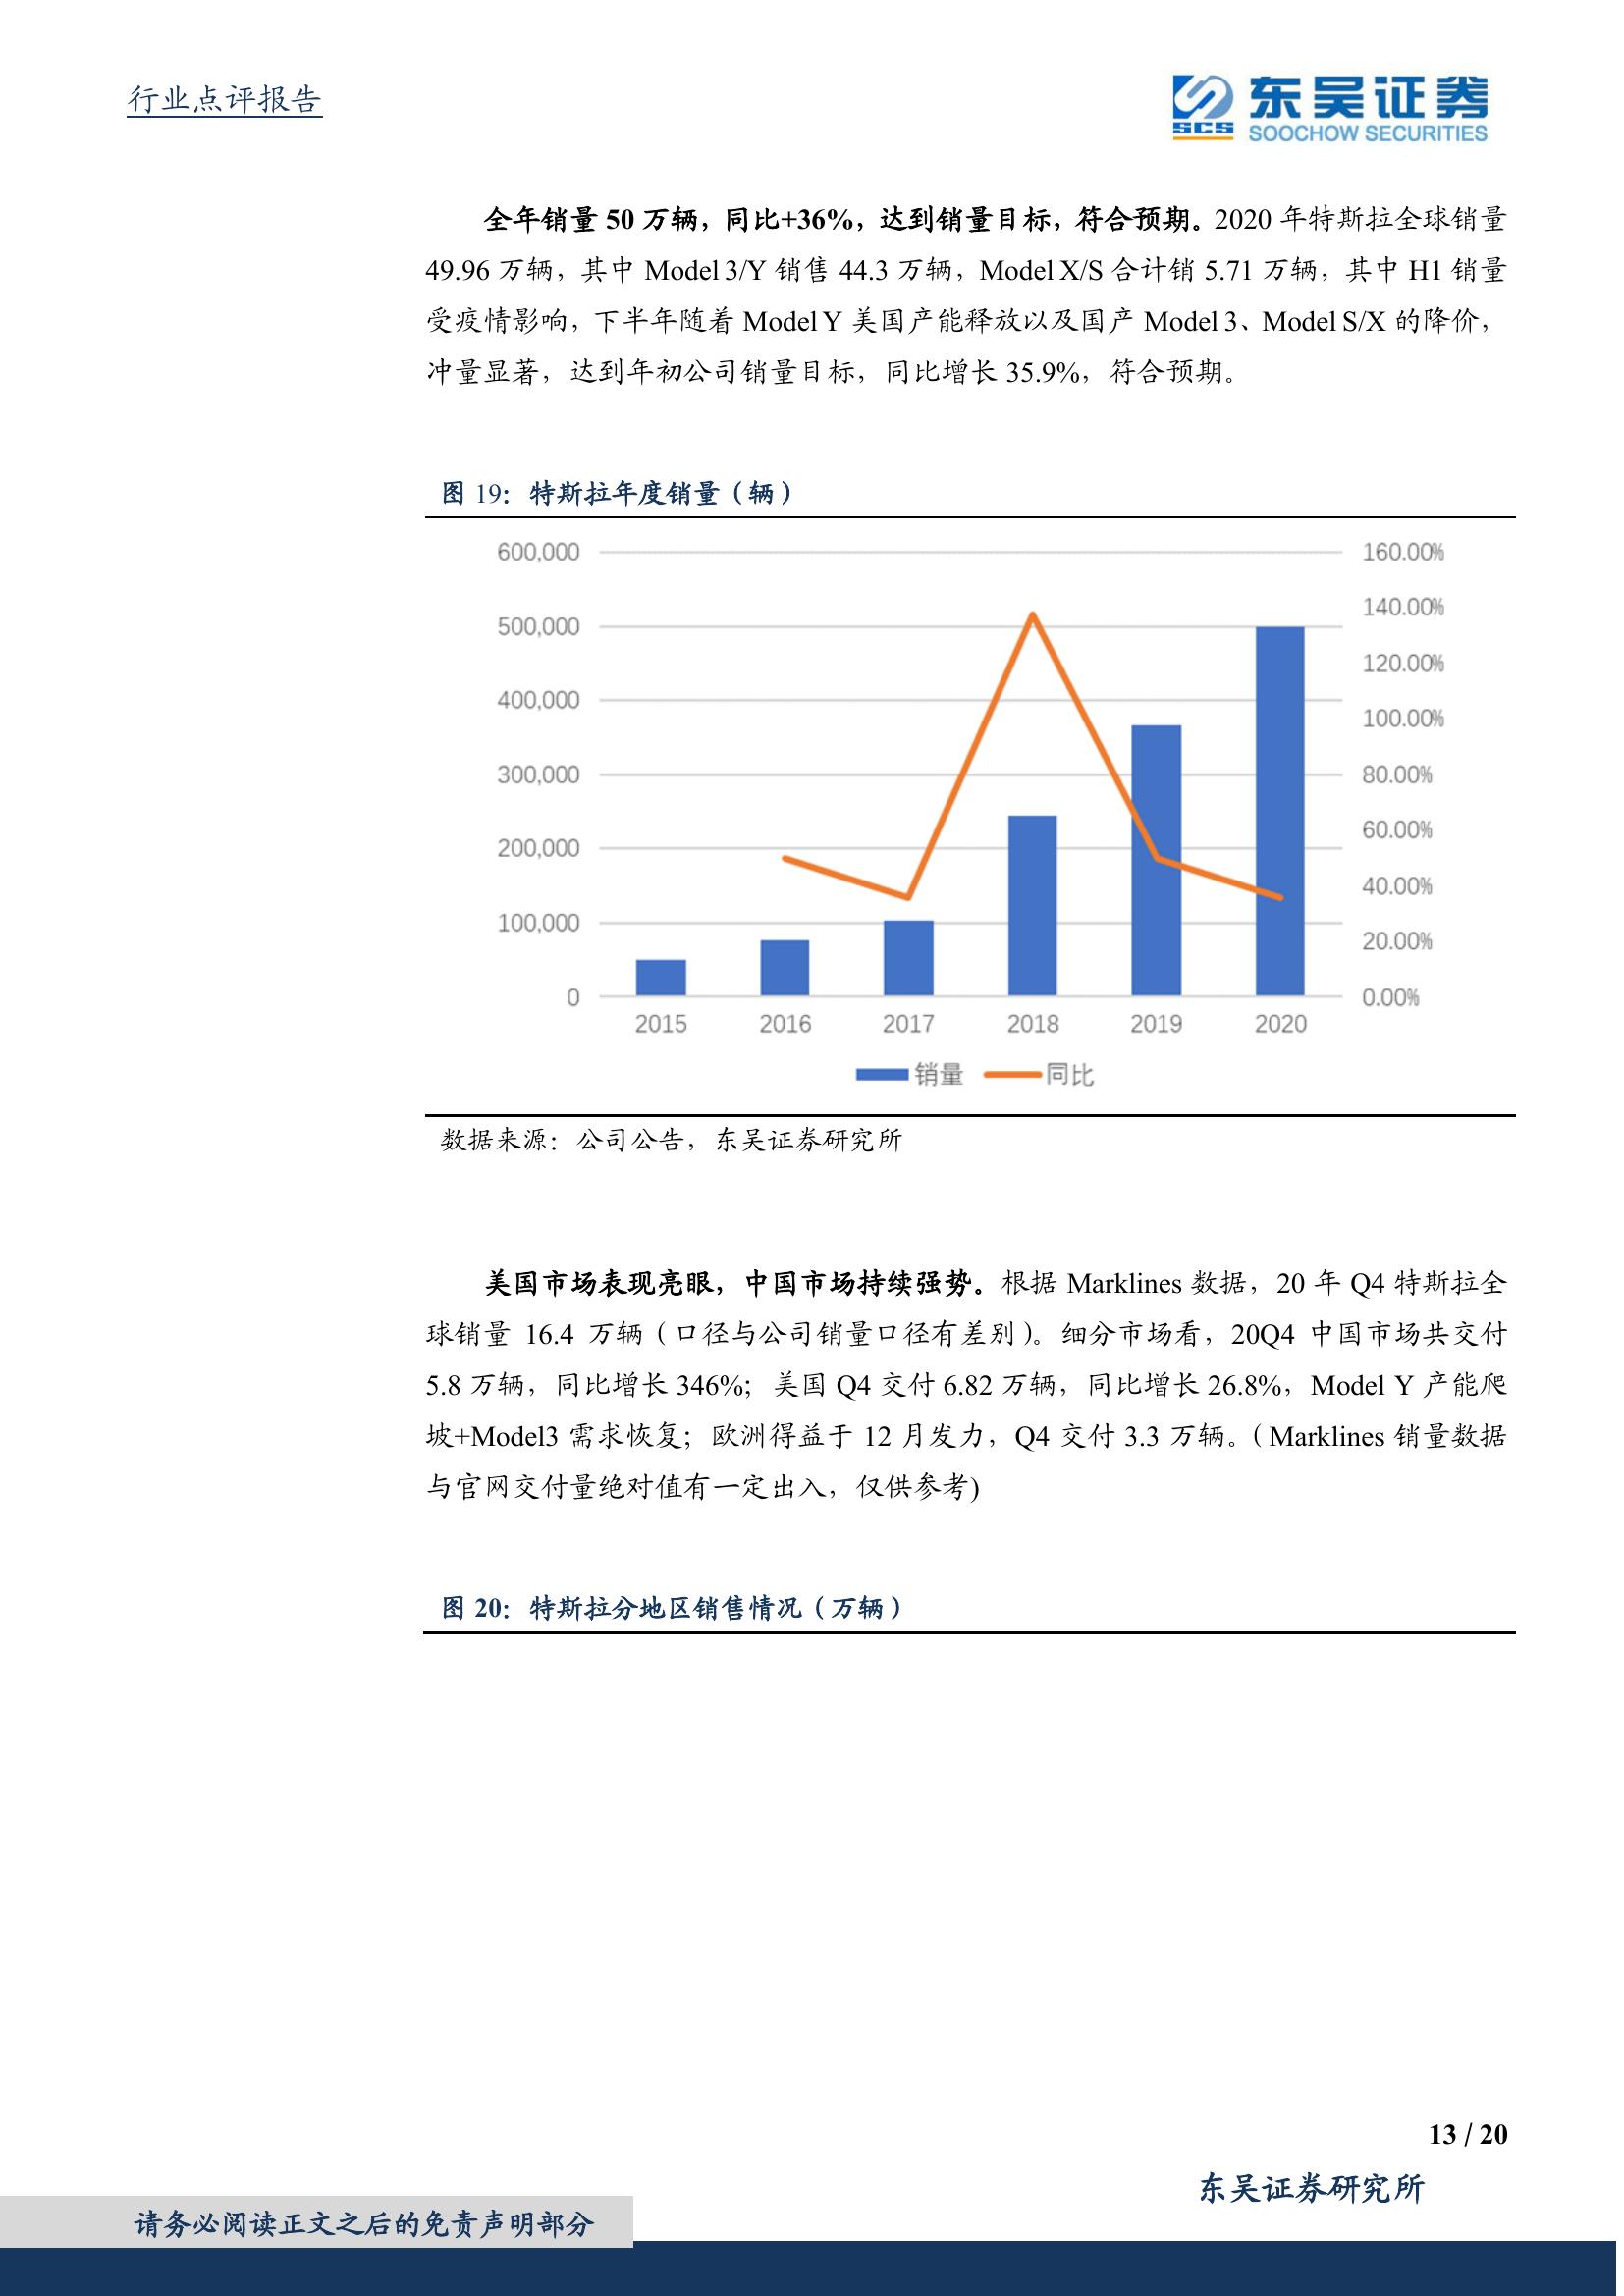 行业点评报告
东吴证券
SCS
SOOCHOW SECURITIES
全年销量 50 万辆，同比+36%，达到销量目标，符合预期。2020 年特斯拉全球销量
49.96 万辆，其中 Model 3/Y 销售 44.3 万辆，Model X/S 合计销 5.71 万辆，其中 H1 销量
受疫情影响，下半年随着 Model Y 美国产能释放以及国产 Model 3、Model S/X 的降价，
冲量显著，达到年初公司销量目标，同比增长 35.9%，符合预期。
图 19：特斯拉年度销量（辆）
600,000
500,000
400,000
300,000
200,000
100,000
0
160.00%
140.00%
120.00%
100.00%
80.00%
60.00%
40.00%
20.00%
0.00%
2015 2016 2017 2018 2019 2020
销量 同比
数据来源：公司公告，东吴证券研究所
美国市场表现亮眼，中国市场持续强势。根据 Marklines 数据，20 年 Q4 特斯拉全
球销量 16.4 万辆（口径与公司销量口径有差别）。细分市场看，20Q4 中国市场共交付
5.8 万辆，同比增长 346%；美国 Q4 交付 6.82 万辆，同比增长 26.8%，Model Y 产能爬
坡+Model3 需求恢复；欧洲得益于 12 月发力，Q4 交付 3.3 万辆。（Marklines 销量数据
与官网交付量绝对值有一定出入，仅供参考)
图 20：特斯拉分地区销售情况（万辆）
13 / 20
东吴证券研究所
请务必阅读正文之后的免责声明部分